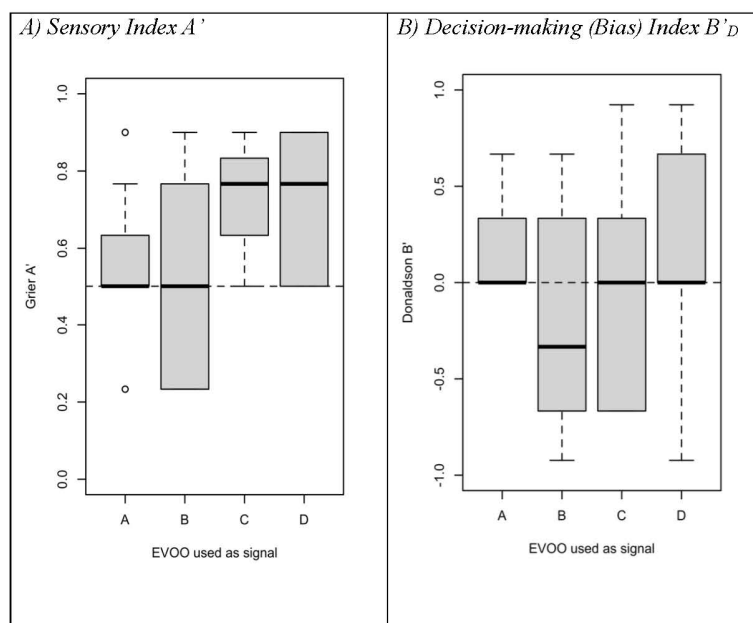 A) Sensory Index A’
1.0
0.8
0.6
0.4
0.2
0.0
Grier A'
A B C D
EVOO used as signal
B) Decision-making (Bias) Index B’D
1.0
0.5
0.0
-0.5
-1.0
Donaldson B'
A B C D
EVOO used as signal